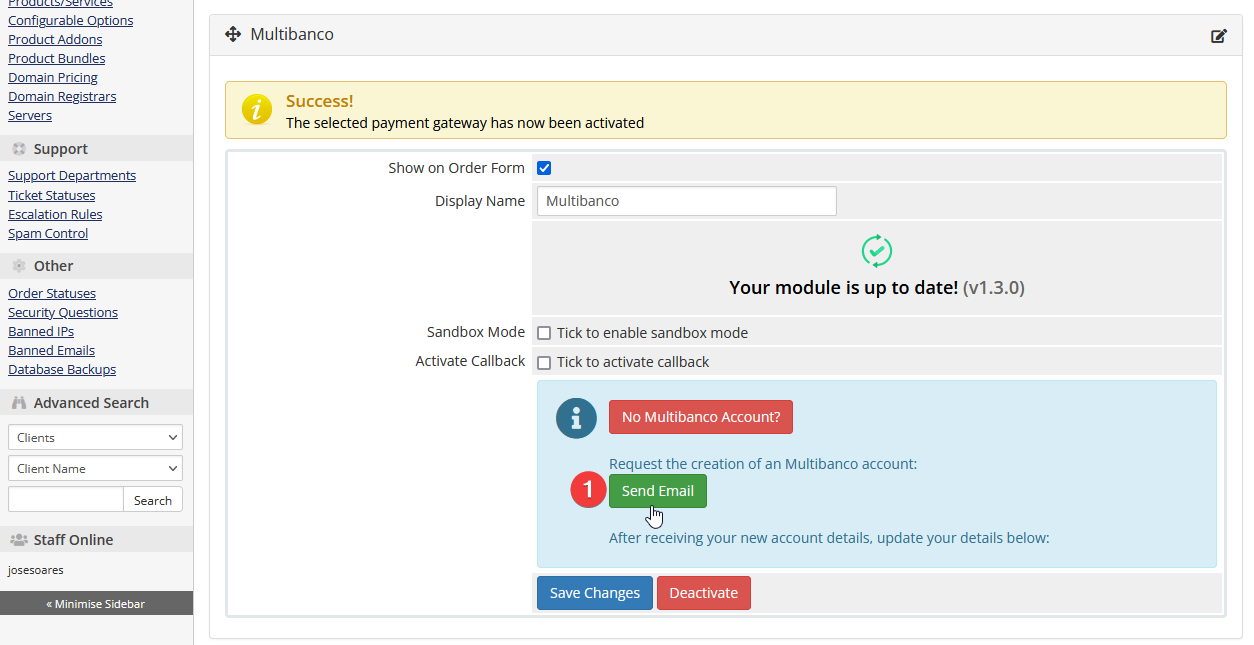 Products/Services
Configurable Options
Product Addons
Product Bundles
Domain Pricing
Domain Registrars
Servers
Support
Support Departments
Ticket Statuses
Escalation Rules
Spam Control
Other
Order Statuses
Security Questions
Banned IPs
Banned Emails
Database Backups
Advanced Search
Clients
Client Name
Search
Staff Online
josesoares
« Minimise Sidebar
Multibanco
Success!
The selected payment gateway has now been activated
Show on Order Form
Display Name Multibanco
Your module is up to date! (v1.3.0)
Sandbox Mode Tick to enable sandbox mode
Activate Callback Tick to activate callback
No Multibanco Account?
Request the creation of an Multibanco account:
1 Send Email
After receiving your new account details, update your details below:
Save Changes Deactivate